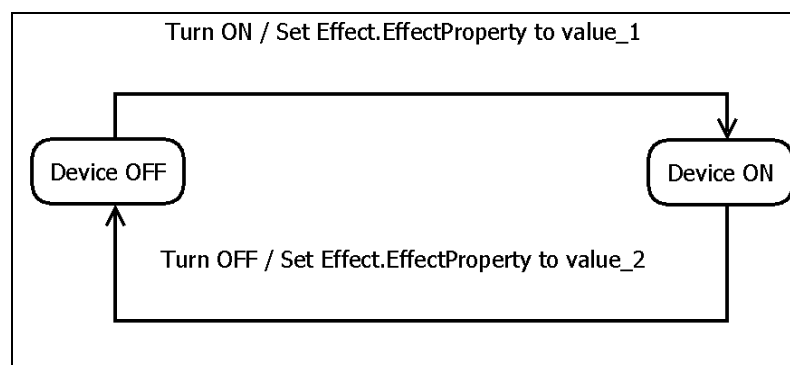 Turn ON / Set Effect.EffectProperty to value_1
Device OFF
Device ON
Turn OFF / Set Effect.EffectProperty to value_2